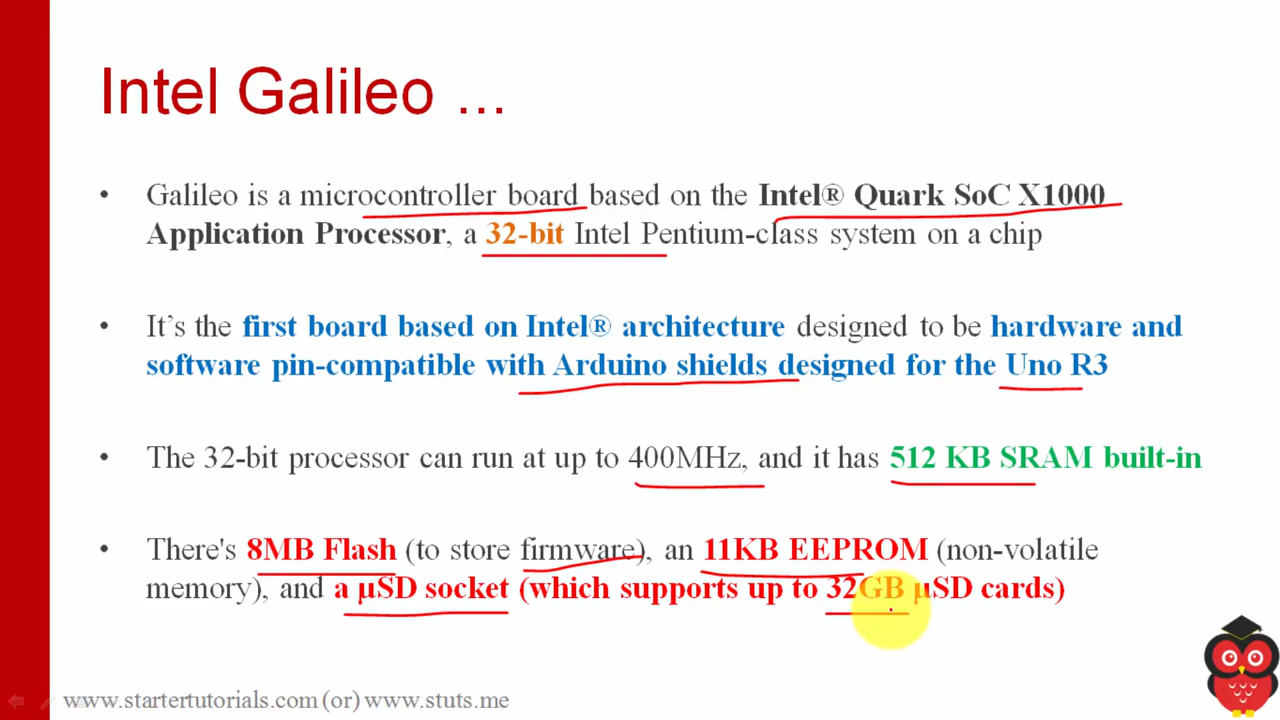 Intel Galileo ...
• Galileo is a microcontroller board based on the Intel® Quark SoC X1000
Application Processor, a 32-bit Intel Pentium-class system on a chip
• It’s the first board based on Intel® architecture designed to be hardware and
software pin-compatible with Arduino shields designed for the Uno R3
• The 32-bit processor can run at up to 400MHz, and it has 512 KB SRAM built-in
• There's 8MB Flash (to store firmware), an 11KB EEPROM (non-volatile
memory), and a µSD socket (which supports up to 32GB µSD cards)
www.startertutorials.com (or) www.stuts.me